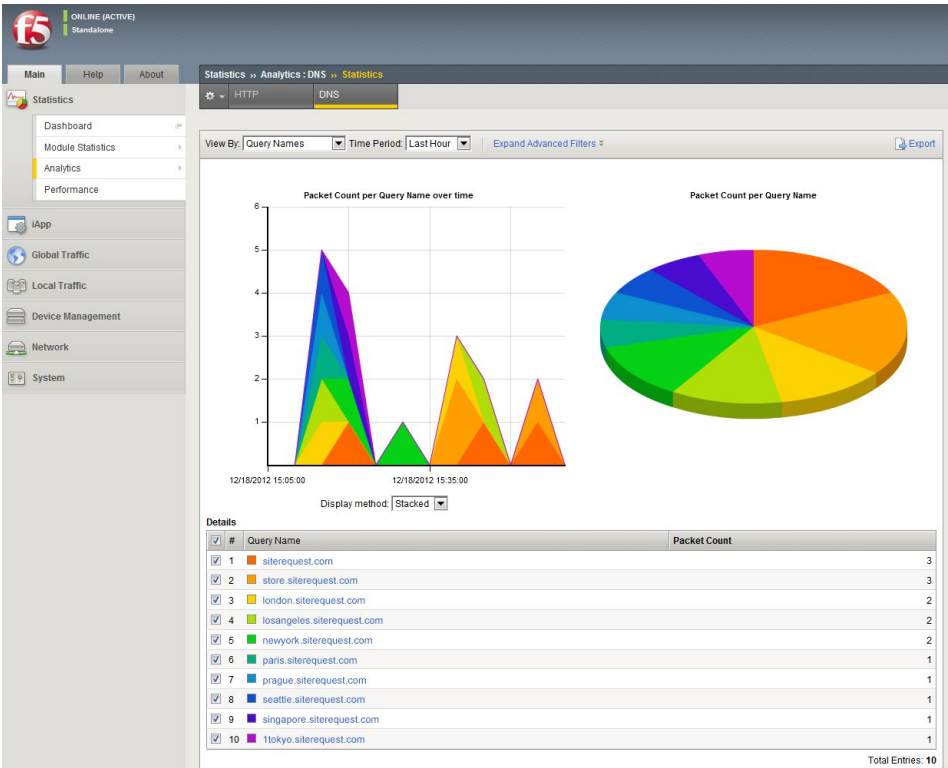 f5
ONLINE (ACTIVE)
Standalone
Main Help About
Statistics
Dashboard
Module Statistics
Analytics
Performance
iApp
Global Traffic
Local Traffic
Device Management
Network
System
Statistics ›› Analytics : DNS ›› Statistics
HTTP DNS
View By: Query Names Time Period: Last Hour Expand Advanced Filters Export
Packet Count per Query Name over time
6
5
4
3
2
1
12/18/2012 15:05:00 12/18/2012 15:35:00
Display method: Stacked
Packet Count per Query Name
Details
# Query Name Packet Count
1 siterequest.com 3
2 store.siterequest.com 3
3 london.siterequest.com 2
4 losangeles.siterequest.com 2
5 newyork.siterequest.com 2
6 paris.siterequest.com 1
7 prague.siterequest.com 1
8 seattle.siterequest.com 1
9 singapore.siterequest.com 1
10 1tokyo.siterequest.com 1
Total Entries: 10